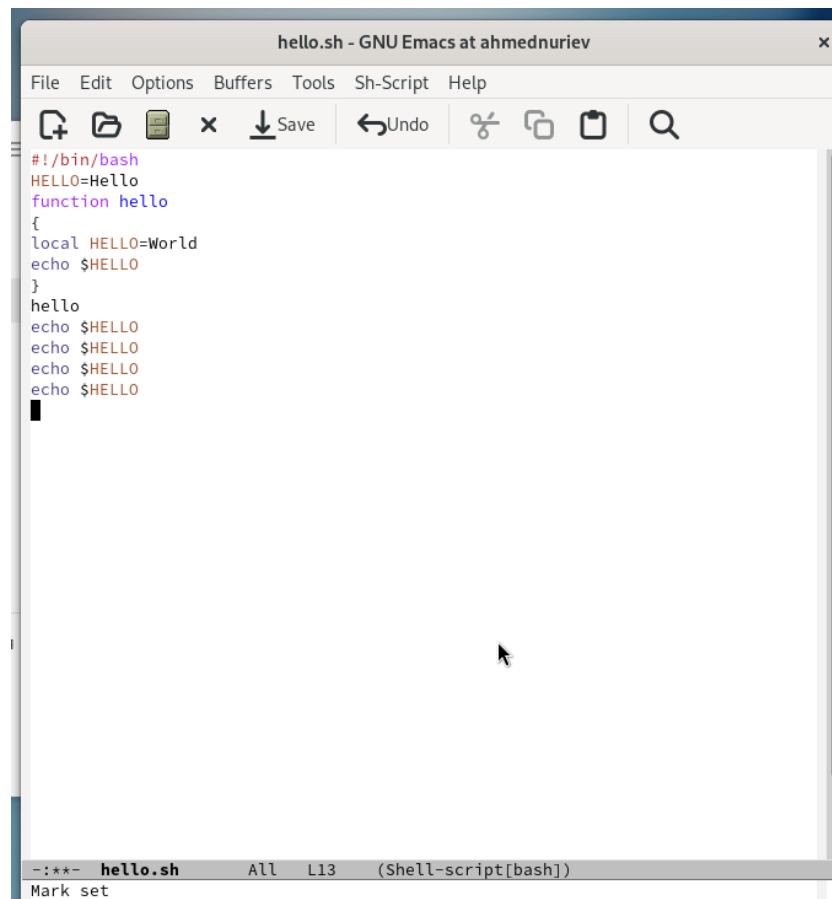 hello.sh - GNU Emacs at ahmednuriev ×
File Edit Options Buffers Tools Sh-Script Help
Save Undo
#!/bin/bash
HELLO=Hello
function hello
{
local HELLO=World
echo $HELLO
}
hello
echo $HELLO
echo $HELLO
echo $HELLO
echo $HELLO
-:**- hello.sh All L13 (Shell-script[bash])
Mark set